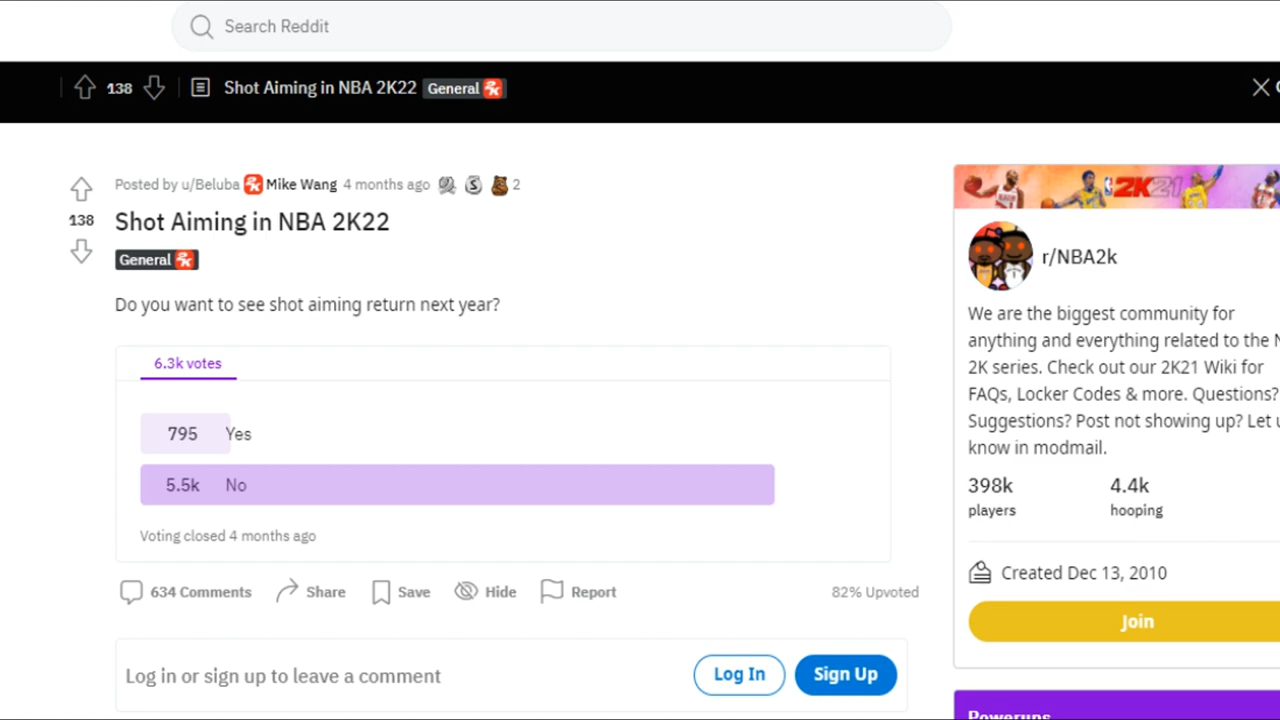 Search Reddit
138 Shot Aiming in NBA 2K22 General
Posted by u/Beluba Mike Wang 4 months ago 2
138
Shot Aiming in NBA 2K22
General
Do you want to see shot aiming return next year?
6.3k votes
795 Yes
5.5k No
Voting closed 4 months ago
634 Comments Share Save Hide Report 82% Upvoted
Log in or sign up to leave a comment Log In Sign Up
2K21
r/NBA2k
We are the biggest community for
anything and everything related to the N
2K series. Check out our 2K21 Wiki for
FAQs, Locker Codes & more. Questions?
Suggestions? Post not showing up? Let u
know in modmail.
398k 4.4k
players hooping
Created Dec 13, 2010
Join
Powerups